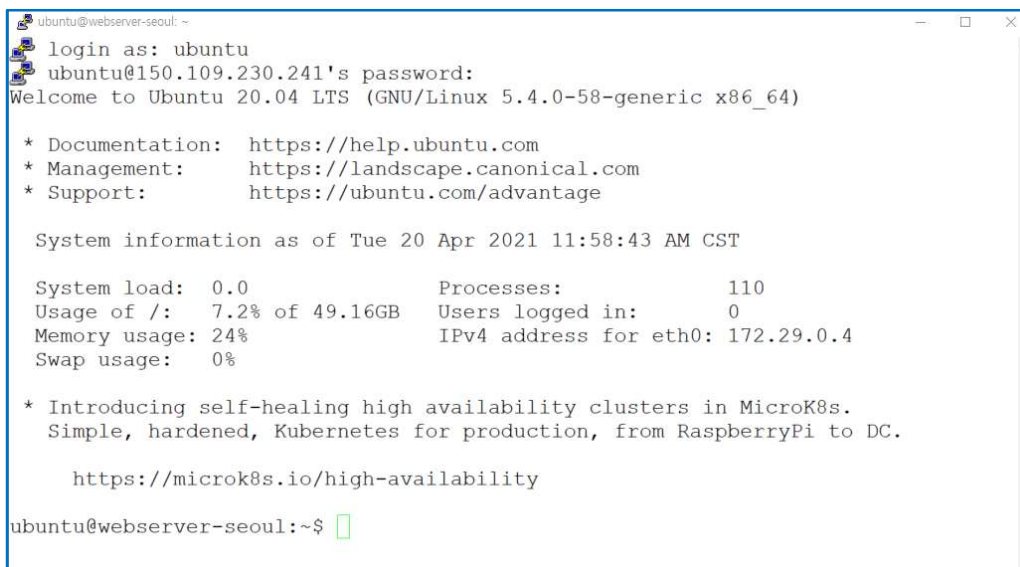 ubuntu@webserver-seoul: ~
login as: ubuntu
ubuntu@150.109.230.241's password:
Welcome to Ubuntu 20.04 LTS (GNU/Linux 5.4.0-58-generic x86_64)
* Documentation:  https://help.ubuntu.com
* Management:     https://landscape.canonical.com
* Support:        https://ubuntu.com/advantage
System information as of Tue 20 Apr 2021 11:58:43 AM CST
System load:  0.0                Processes:             110
Usage of /:   7.2% of 49.16GB   Users logged in:       0
Memory usage: 24%                IPv4 address for eth0: 172.29.0.4
Swap usage:   0%
* Introducing self-healing high availability clusters in MicroK8s.
Simple, hardened, Kubernetes for production, from RaspberryPi to DC.
https://microk8s.io/high-availability
ubuntu@webserver-seoul:~$